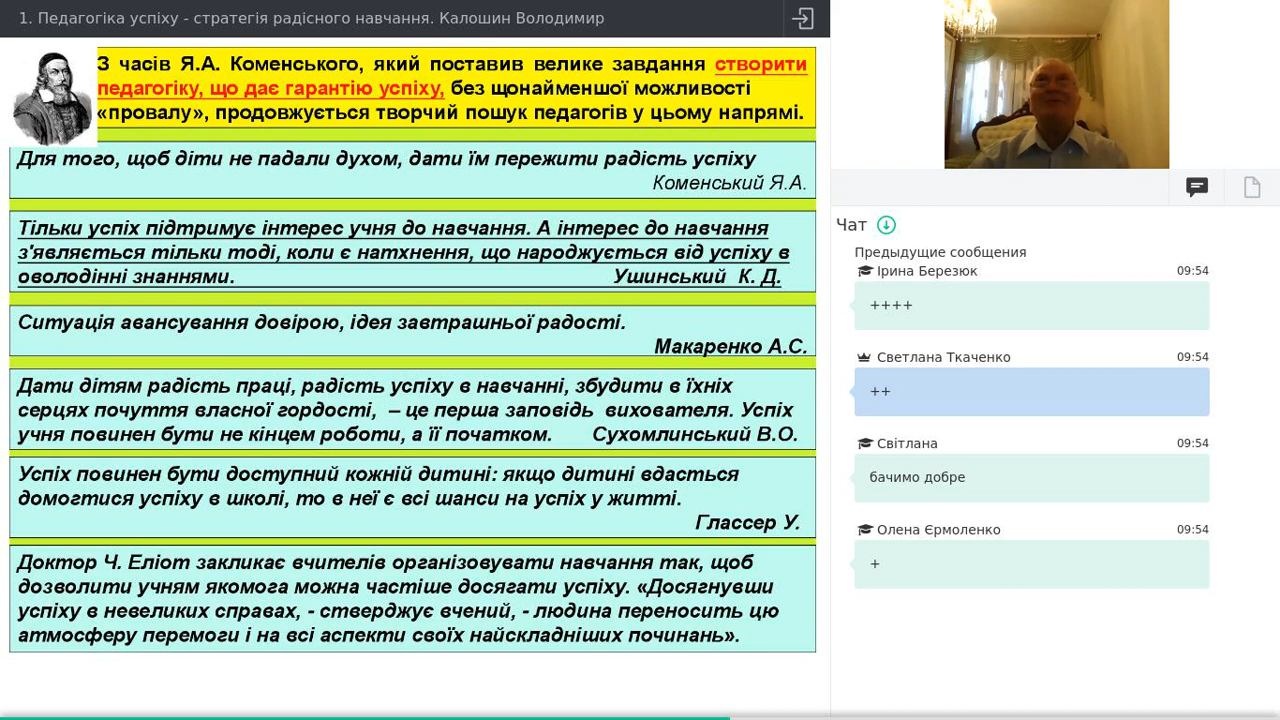 1. Педагогіка успіху - стратегія радісного навчання. Калошин Володимир
З часів Я.А. Коменського, який поставив велике завдання створити
педагогіку, що дає гарантію успіху, без щонайменшої можливості
«провалу», продовжується творчий пошук педагогів у цьому напрямі.
Для того, щоб діти не падали духом, дати їм пережити радість успіху
Коменський Я.А.
Тільки успіх підтримує інтерес учня до навчання. А інтерес до навчання
з'являється тільки тоді, коли є натхнення, що народжується від успіху в
оволодінні знаннями. Ушинський К. Д.
Ситуація авансування довірою, ідея завтрашньої радості.
Макаренко А.С.
Дати дітям радість праці, радість успіху в навчанні, збудити в їхніх
серцях почуття власної гордості, – це перша заповідь вихователя. Успіх
учня повинен бути не кінцем роботи, а її початком. Сухомлинський В.О.
Успіх повинен бути доступний кожній дитині: якщо дитині вдасться
домогтися успіху в школі, то в неї є всі шанси на успіх у житті.
Глассер У.
Доктор Ч. Еліот закликає вчителів організовувати навчання так, щоб
дозволити учням якомога можна частіше досягати успіху. «Досягнувши
успіху в невеликих справах, - стверджує вчений, - людина переносить цю
атмосферу перемоги і на всі аспекти своїх найскладніших починань».
Чат
Предыдущие сообщения
Ірина Березюк 09:54
++++
Светлана Ткаченко 09:54
++
Світлана 09:54
бачимо добре
Олена Єрмоленко 09:54
+